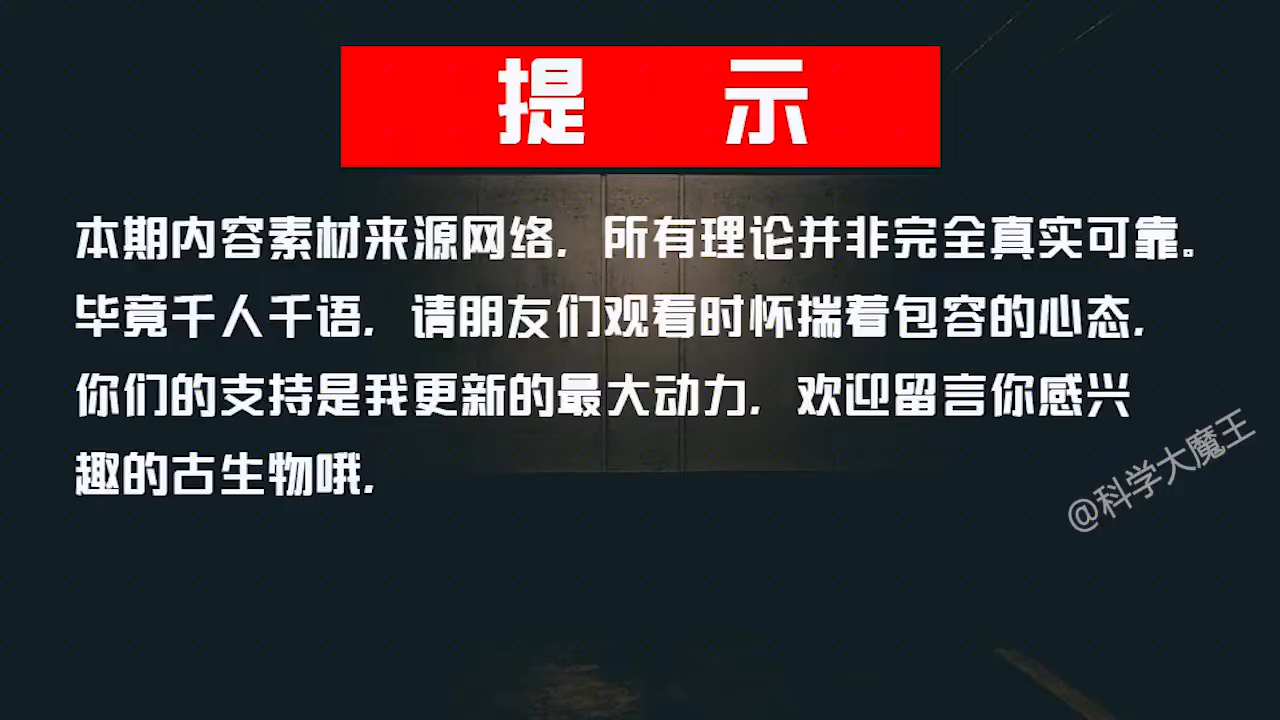 提 示
本期内容素材来源网络，所有理论并非完全真实可靠。
毕竟千人千语，请朋友们观看时怀揣着包容的心态，
你们的支持是我更新的最大动力，欢迎留言你感兴
趣的古生物哦，
@科学大魔王